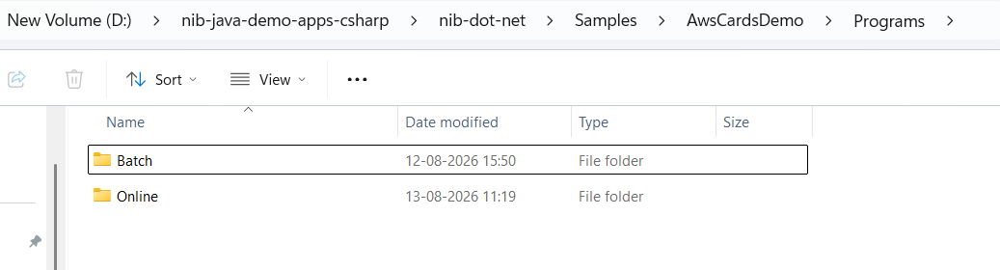 New Volume (D:) > nib-java-demo-apps-csharp > nib-dot-net > Samples > AwsCardsDemo > Programs >
Sort View •••
Name Date modified Type Size
Batch 12-08-2026 15:50 File folder
Online 13-08-2026 11:19 File folder